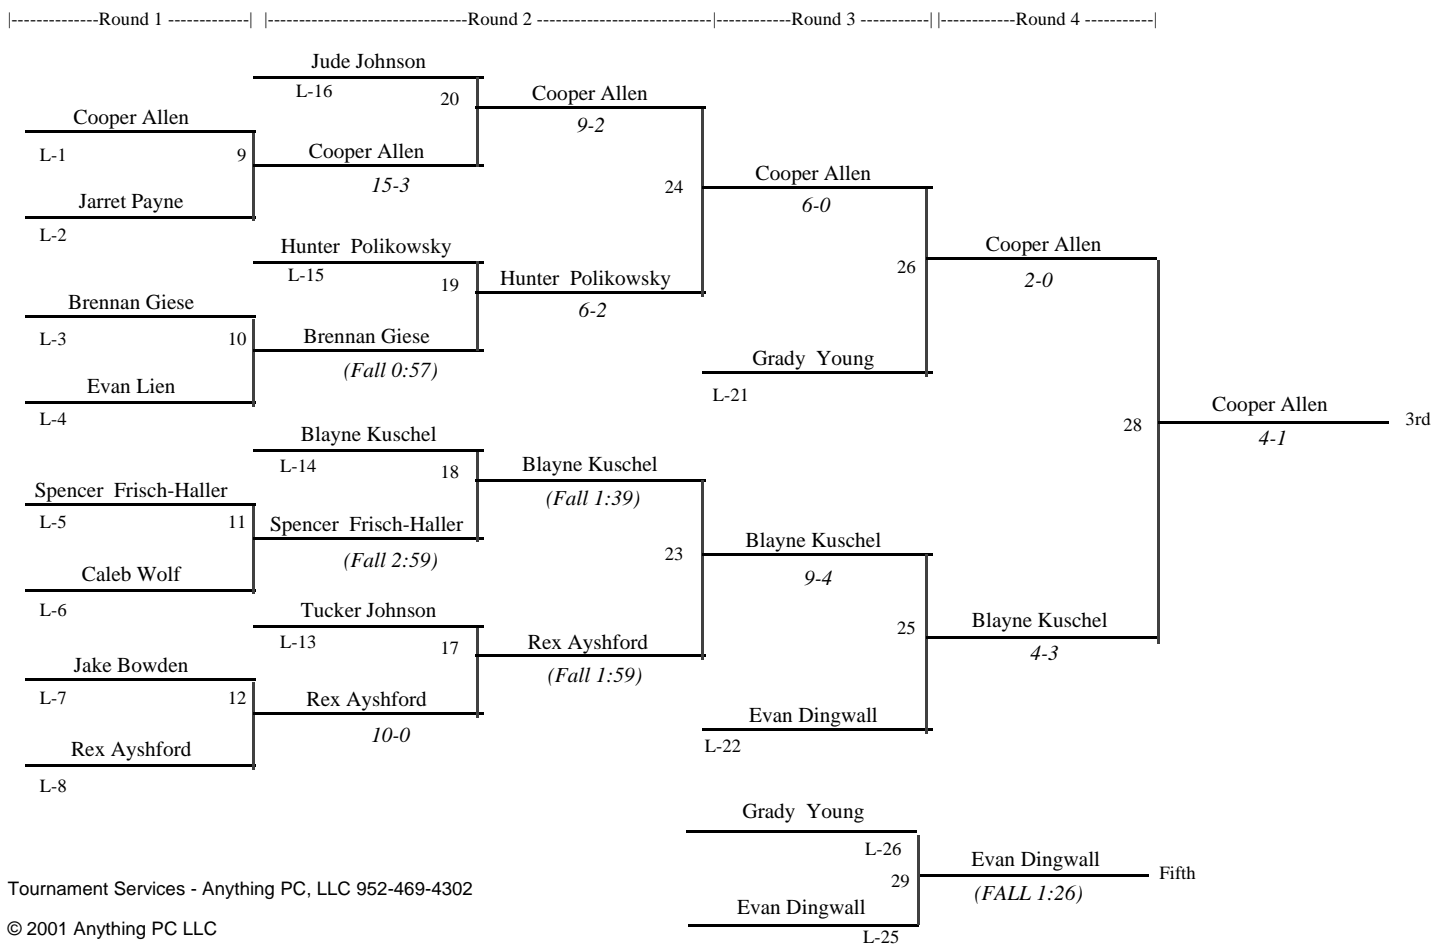 |--------------Round 1 -------------| |-------------------------------Round 2 ---------------------------|------------Round 3 -----------| |------------Round 4 -----------|
Jude Johnson
L-16
20
Cooper Allen
9-2
Cooper Allen
L-1
9
Cooper Allen
15-3
Jarret Payne
L-2
24
Cooper Allen
6-0
Hunter Polikowsky
L-15
19
Hunter Polikowsky
6-2
26
Cooper Allen
2-0
Brennan Giese
L-3
10
Brennan Giese
(Fall 0:57)
Evan Lien
L-4
Grady Young
L-21
Cooper Allen
4-1
3rd
28
Blayne Kuschel
L-14
18
Blayne Kuschel
(Fall 1:39)
Spencer Frisch-Haller
L-5
11
Spencer Frisch-Haller
(Fall 2:59)
Caleb Wolf
L-6
23
Blayne Kuschel
9-4
Tucker Johnson
L-13
17
Rex Ayshford
(Fall 1:59)
25
Blayne Kuschel
4-3
Jake Bowden
L-7
12
Rex Ayshford
10-0
Rex Ayshford
L-8
Evan Dingwall
L-22
Grady Young
L-26
29
Evan Dingwall
(FALL 1:26)
Fifth
Evan Dingwall
L-25
Tournament Services - Anything PC, LLC 952-469-4302
© 2001 Anything PC LLC